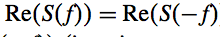 Re(S(f)) = Re(S(−f)